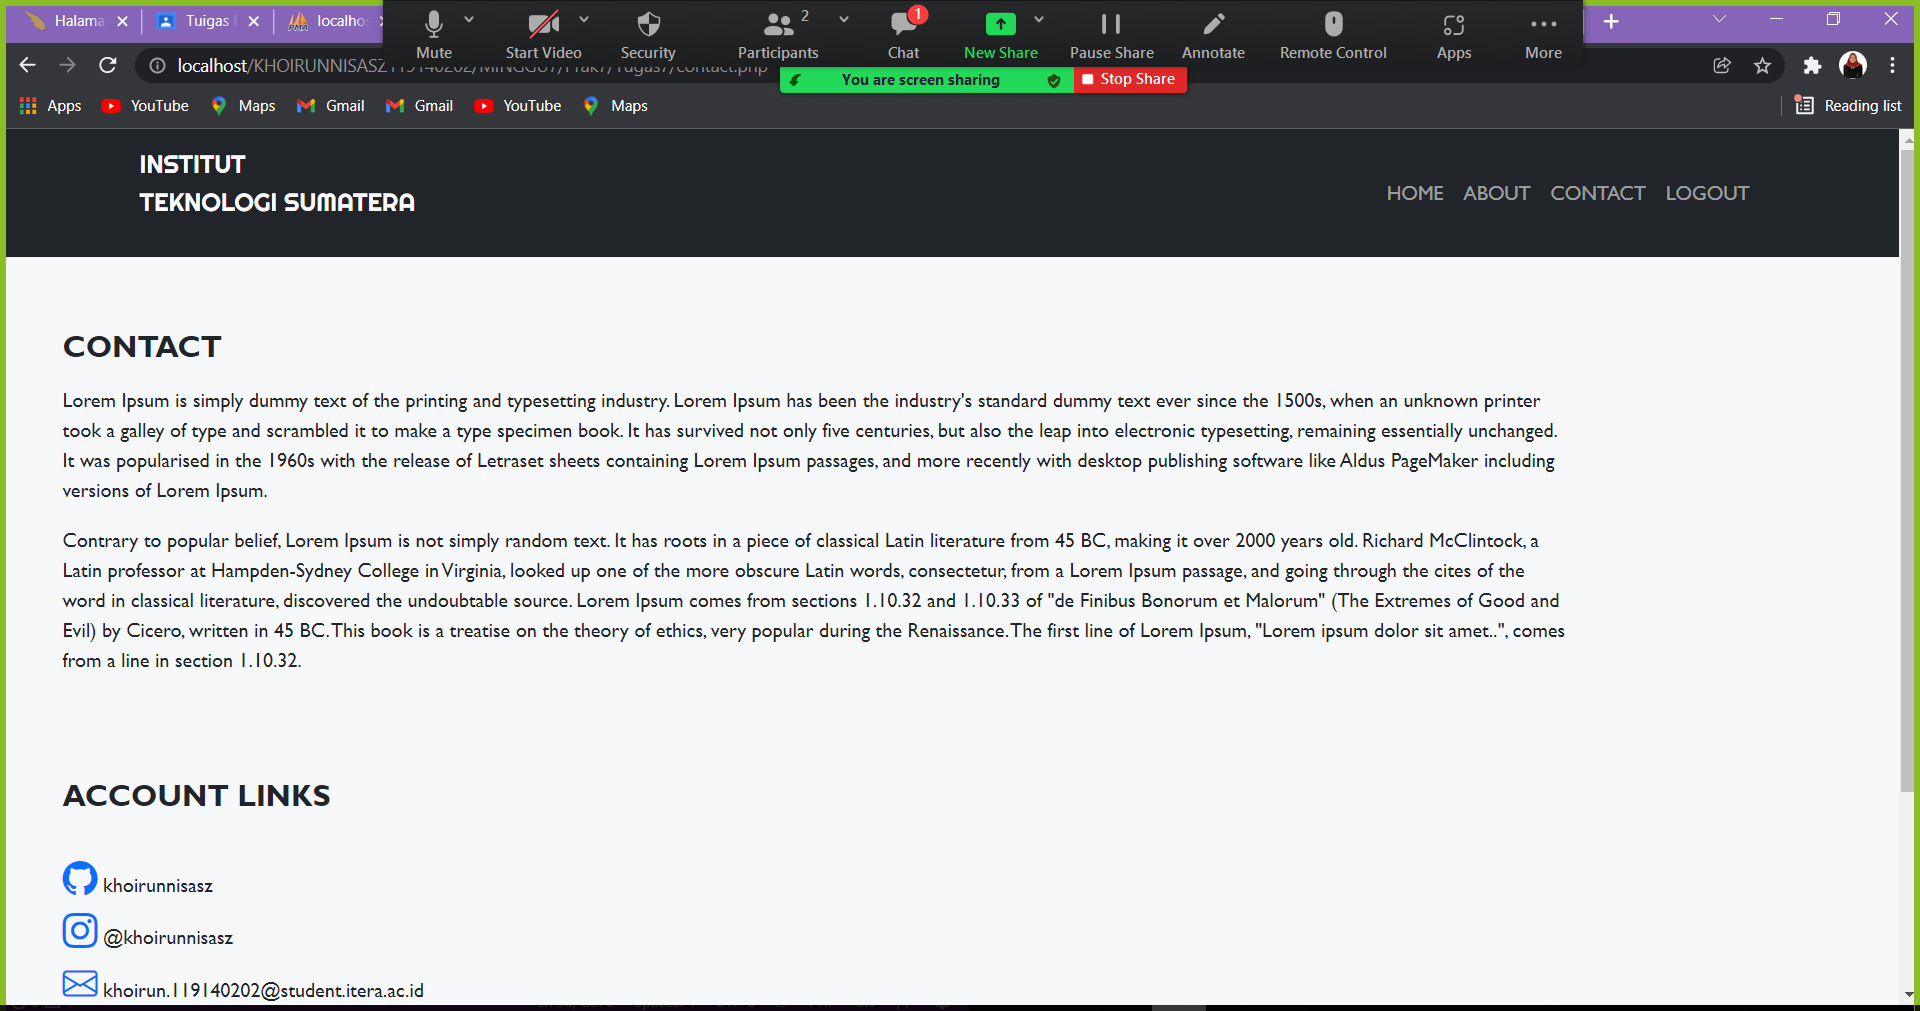 Halama
Tuigas
localhos
Mute
Start Video
Security
Participants
2
Chat
1
New Share
Pause Share
Annotate
Remote Control
Apps
More
localhost/KHOIRUNNISASZ119140202/MINGGU7/Prak7/Tugas7/contact.php
You are screen sharing
Stop Share
Apps
YouTube
Maps
Gmail
Gmail
YouTube
Maps
Reading list
INSTITUT
TEKNOLOGI SUMATERA
HOME
ABOUT
CONTACT
LOGOUT
CONTACT
Lorem Ipsum is simply dummy text of the printing and typesetting industry. Lorem Ipsum has been the industry's standard dummy text ever since the 1500s, when an unknown printer
took a galley of type and scrambled it to make a type specimen book. It has survived not only five centuries, but also the leap into electronic typesetting, remaining essentially unchanged.
It was popularised in the 1960s with the release of Letraset sheets containing Lorem Ipsum passages, and more recently with desktop publishing software like Aldus PageMaker including
versions of Lorem Ipsum.
Contrary to popular belief, Lorem Ipsum is not simply random text. It has roots in a piece of classical Latin literature from 45 BC, making it over 2000 years old. Richard McClintock, a
Latin professor at Hampden-Sydney College in Virginia, looked up one of the more obscure Latin words, consectetur, from a Lorem Ipsum passage, and going through the cites of the
word in classical literature, discovered the undoubtable source. Lorem Ipsum comes from sections 1.10.32 and 1.10.33 of "de Finibus Bonorum et Malorum" (The Extremes of Good and
Evil) by Cicero, written in 45 BC. This book is a treatise on the theory of ethics, very popular during the Renaissance. The first line of Lorem Ipsum, "Lorem ipsum dolor sit amet..", comes
from a line in section 1.10.32.
ACCOUNT LINKS
khoirunnisasz
@khoirunnisasz
khoirun.119140202@student.itera.ac.id